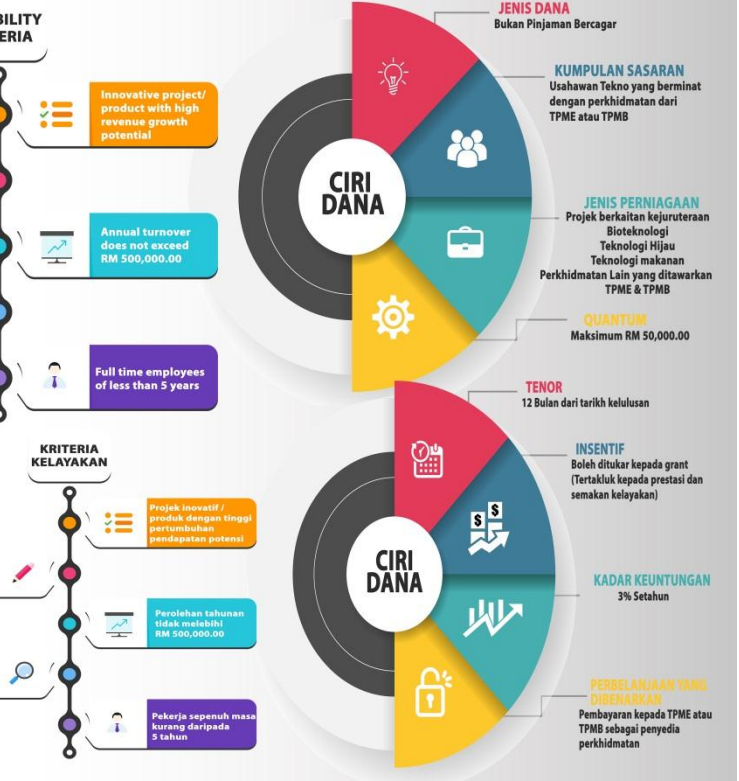 BILITY
ERIA
Innovative project/
product with high
revenue growth
potential
Annual turnover
does not exceed
RM 500,000.00
Full time employees
of less than 5 years
CIRI
DANA
JENIS DANA
Bukan Pinjaman Bercagar
KUMPULAN SASARAN
Usahawan Tekno yang berminat
dengan perkhidmatan dari
TPME atau TPMB
JENIS PERNIAGAAN
Projek berkaitan kejuruteraan
Bioteknologi
Teknologi Hijau
Teknologi makanan
Perkhidmatan Lain yang ditawarkan
TPME & TPMB
QUANTUM
Maksimum RM 50,000.00
KRITERIA
KELAYAKAN
Projek inovatif /
produk dengan tinggi
pertumbuhan
pendapatan potensi
Perolehan tahunan
tidak melebihi
RM 500,000.00
Pekerja sepenuh masa
kurang daripada
5 tahun
CIRI
DANA
$
$
TENOR
12 Bulan dari tarikh kelulusan
INSENTIF
Boleh ditukar kepada grant
(Tertakluk kepada prestasi dan
semakan kelayakan)
KADAR KEUNTUNGAN
3% Setahun
PERBELANJAAN YANG
DIBENARKAN
Pembayaran kepada TPME atau
TPMB sebagai penyedia
perkhidmatan